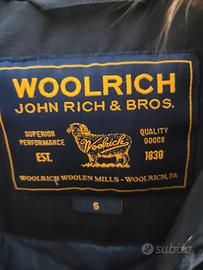 WOOLRICH
JOHN RICH & BROS.
SUPERIOR PERFORMANCE
QUALITY GOODS
Woolrich
EST.
1830
WOOLRICH WOOLEN MILLS - WOOLRICH, PA
S
subito